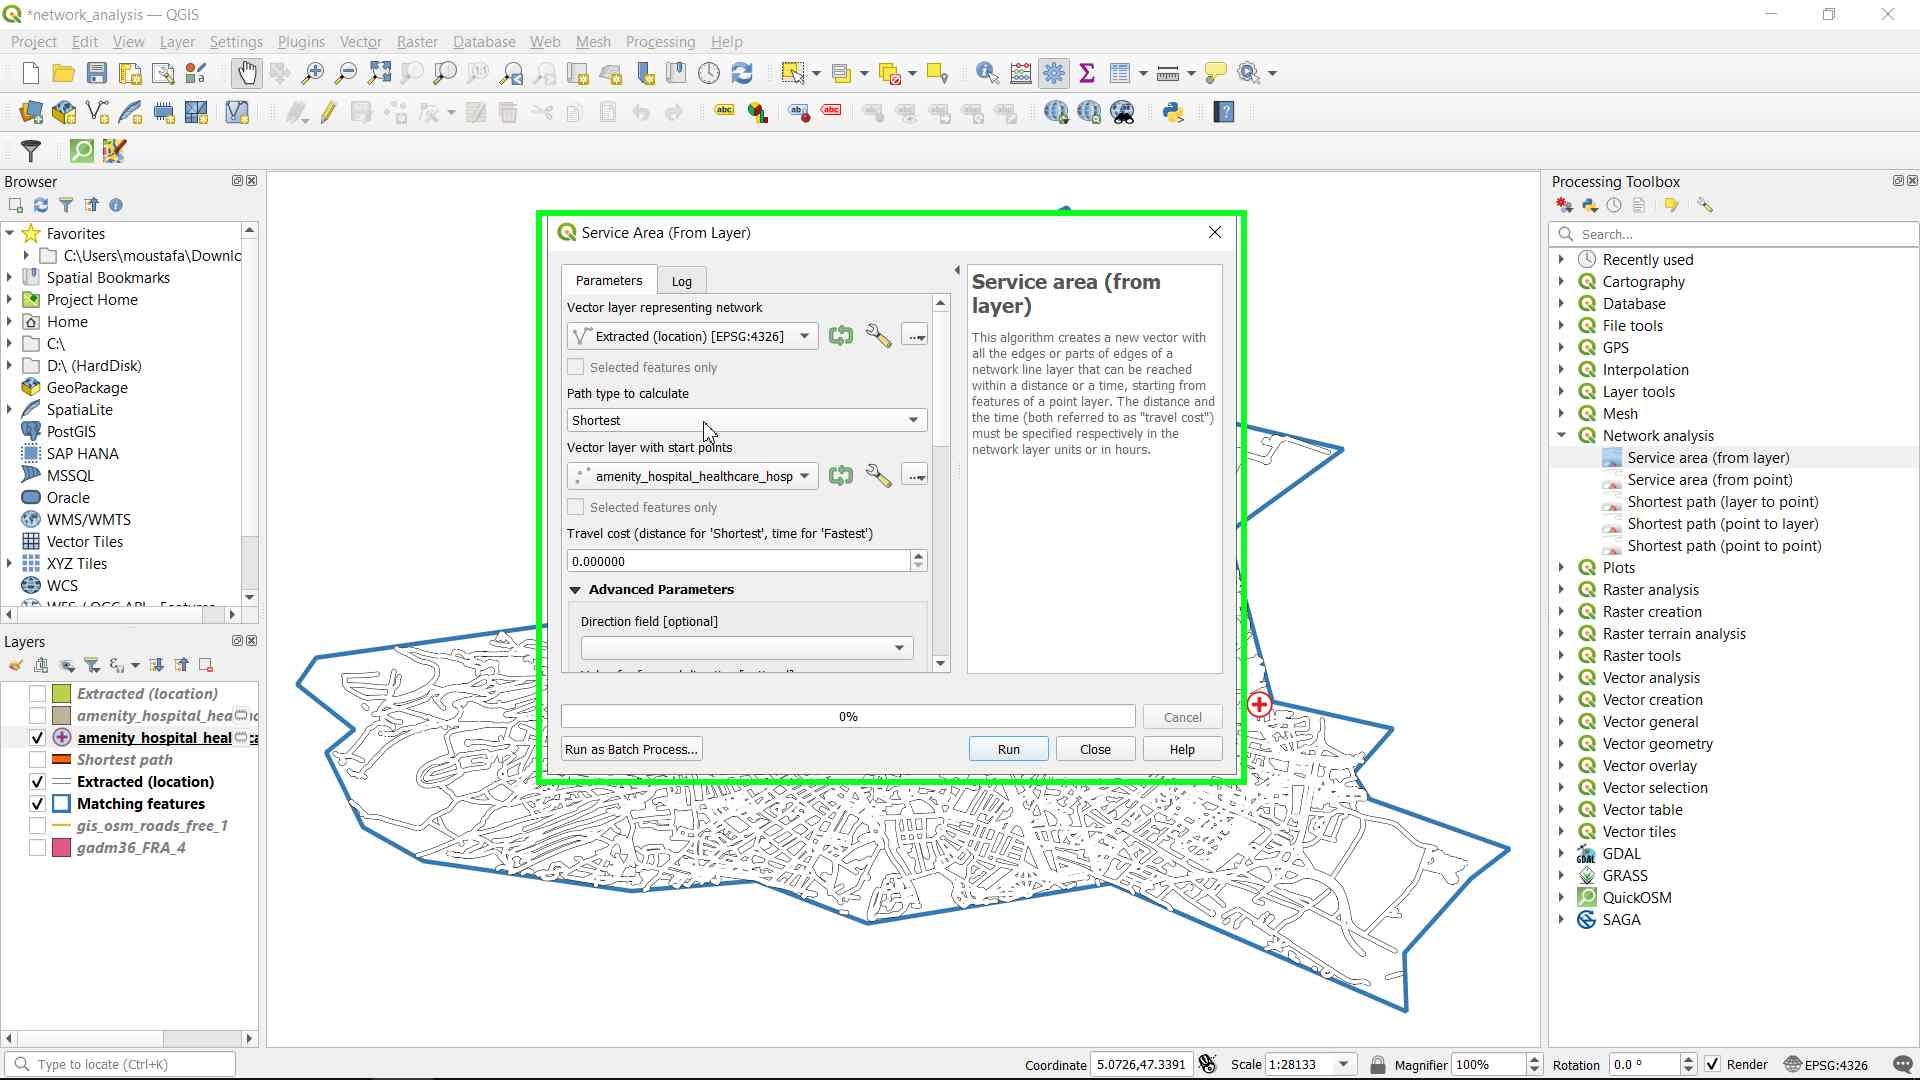 *network_analysis — QGIS
Project Edit View Layer Settings Plugins Vector Raster Database Web Mesh Processing Help
Browser
Favorites
C:\Users\moustafa\Downlc
Spatial Bookmarks
Project Home
Home
C:\
D:\ (HardDisk)
GeoPackage
SpatiaLite
PostGIS
SAP HANA
MSSQL
Oracle
WMS/WMTS
Vector Tiles
XYZ Tiles
WCS
Layers
Extracted (location)
amenity_hospital_hea
amenity_hospital_heal
Shortest path
Extracted (location)
Matching features
gis_osm_roads_free_1
gadm36_FRA_4
Service Area (From Layer)
Parameters Log
Vector layer representing network
Extracted (location) [EPSG:4326]
Selected features only
Path type to calculate
Shortest
Vector layer with start points
amenity_hospital_healthcare_hosp
Selected features only
Travel cost (distance for 'Shortest', time for 'Fastest')
0.000000
Advanced Parameters
Direction field [optional]
Service area (from
layer)
This algorithm creates a new vector with
all the edges or parts of edges of a
network line layer that can be reached
within a distance or a time, starting from
features of a point layer. The distance and
the time (both referred to as "travel cost")
must be specified respectively in the
network layer units or in hours.
0%
Cancel
Run as Batch Process...
Run
Close
Help
Processing Toolbox
Search...
Recently used
Cartography
Database
File tools
GPS
Interpolation
Layer tools
Mesh
Network analysis
Service area (from layer)
Service area (from point)
Shortest path (layer to point)
Shortest path (point to layer)
Shortest path (point to point)
Plots
Raster analysis
Raster creation
Raster terrain analysis
Raster tools
Vector analysis
Vector creation
Vector general
Vector geometry
Vector overlay
Vector selection
Vector table
Vector tiles
GDAL
GRASS
QuickOSM
SAGA
Type to locate (Ctrl+K)
Coordinate 5.0726,47.3391 Scale 1:28133 Magnifier 100% Rotation 0.0 ° Render EPSG:4326